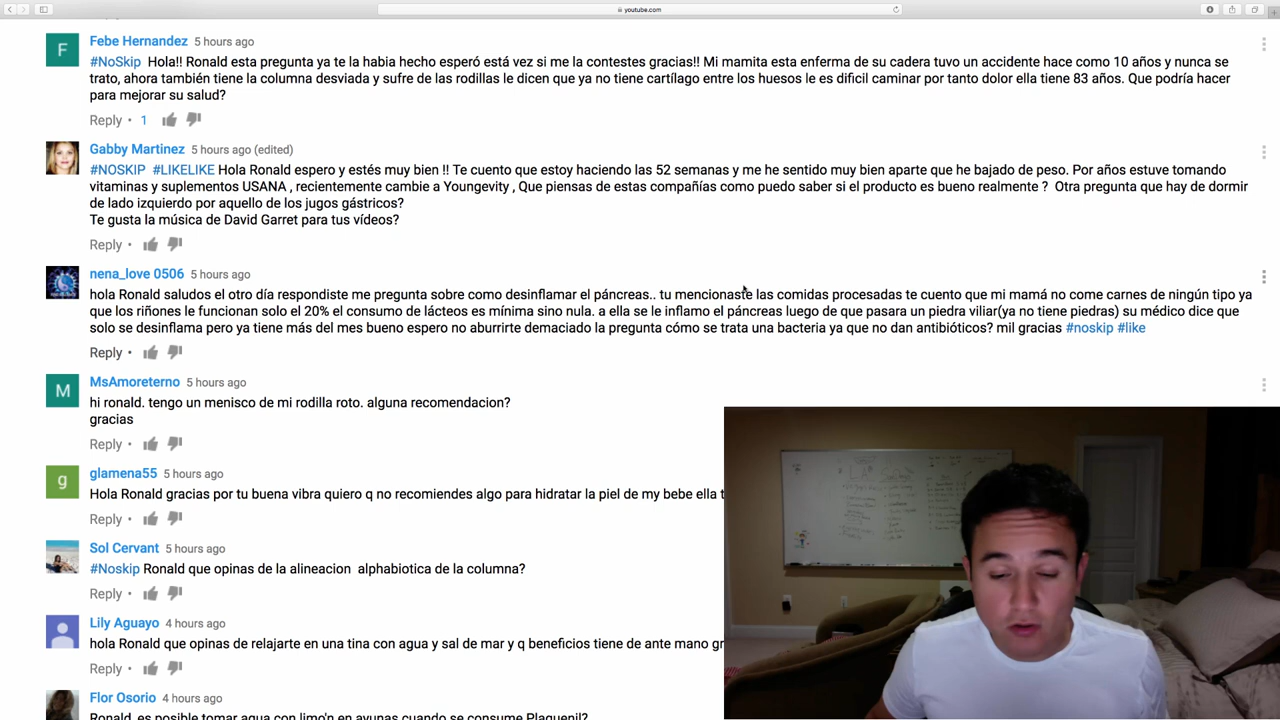 youtube.com
F
Febe Hernandez 5 hours ago
#NoSkip Hola!! Ronald esta pregunta ya te la habia hecho esperó está vez si me la contestes gracias!! Mi mamita esta enferma de su cadera tuvo un accidente hace como 10 años y nunca se
trato, ahora también tiene la columna desviada y sufre de las rodillas le dicen que ya no tiene cartílago entre los huesos le es dificil caminar por tanto dolor ella tiene 83 años. Que podría hacer
para mejorar su salud?
Reply • 1
Gabby Martinez 5 hours ago (edited)
#NOSKIP #LIKELIKE Hola Ronald espero y estés muy bien !! Te cuento que estoy haciendo las 52 semanas y me he sentido muy bien aparte que he bajado de peso. Por años estuve tomando
vitaminas y suplementos USANA , recientemente cambie a Youngevity , Que piensas de estas compañías como puedo saber si el producto es bueno realmente ? Otra pregunta que hay de dormir
de lado izquierdo por aquello de los jugos gástricos?
Te gusta la música de David Garret para tus vídeos?
Reply •
nena_love 0506 5 hours ago
hola Ronald saludos el otro día respondiste me pregunta sobre como desinflamar el páncreas.. tu mencionaste las comidas procesadas te cuento que mi mamá no come carnes de ningún tipo ya
que los riñones le funcionan solo el 20% el consumo de lácteos es mínima sino nula. a ella se le inflamo el páncreas luego de que pasara un piedra viliar(ya no tiene piedras) su médico dice que
solo se desinflama pero ya tiene más del mes bueno espero no aburrirte demaciado la pregunta cómo se trata una bacteria ya que no dan antibióticos? mil gracias #noskip #like
Reply •
M
MsAmoreterno 5 hours ago
hi ronald. tengo un menisco de mi rodilla roto. alguna recomendacion?
gracias
Reply •
g
glamena55 5 hours ago
Hola Ronald gracias por tu buena vibra quiero q no recomiendes algo para hidratar la piel de my bebe ella t
Reply •
Sol Cervant 5 hours ago
#Noskip Ronald que opinas de la alineacion alphabiotica de la columna?
Reply •
Lily Aguayo 4 hours ago
hola Ronald que opinas de relajarte en una tina con agua y sal de mar y q beneficios tiene de ante mano gr
Reply •
Flor Osorio 4 hours ago
Ronald, es posible tomar agua con limo'n en ayunas cuando se consume Plaquenil?